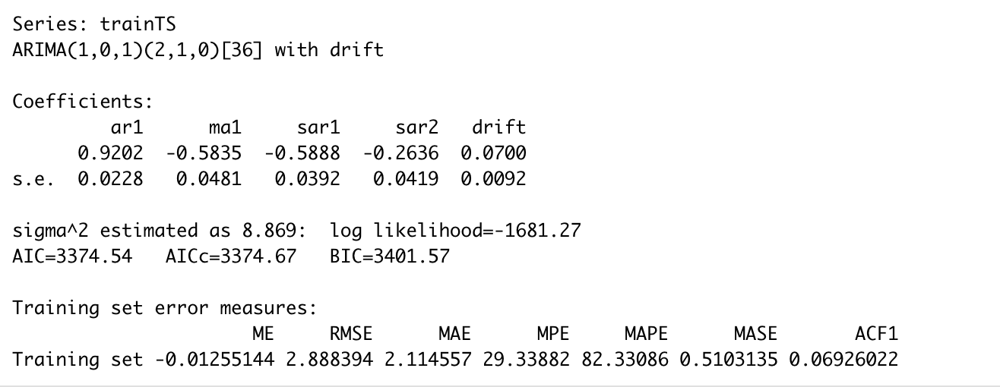 Series: trainTS
ARIMA(1,0,1)(2,1,0)[36] with drift
Coefficients:
ar1 ma1 sar1 sar2 drift
0.9202 -0.5835 -0.5888 -0.2636 0.0700
s.e. 0.0228 0.0481 0.0392 0.0419 0.0092
sigma^2 estimated as 8.869: log likelihood=-1681.27
AIC=3374.54 AICc=3374.67 BIC=3401.57
Training set error measures:
ME RMSE MAE MPE MAPE MASE ACF1
Training set -0.01255144 2.888394 2.114557 29.33882 82.33086 0.5103135 0.06926022